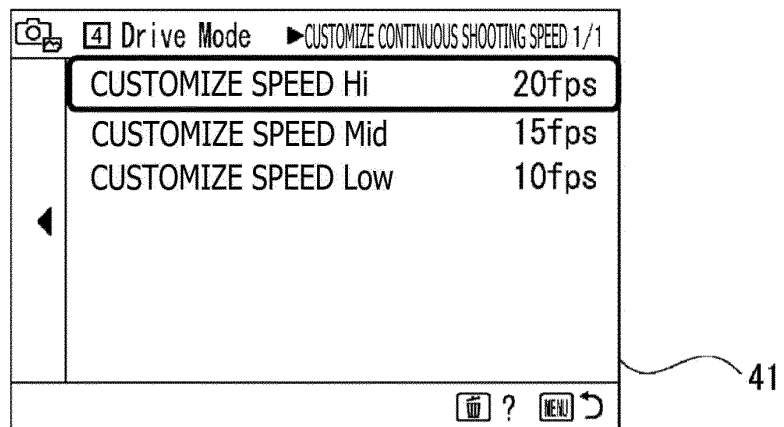 4 Drive Mode ▶CUSTOMIZE CONTINUOUS SHOOTING SPEED 1/1
CUSTOMIZE SPEED Hi 20fps
CUSTOMIZE SPEED Mid 15fps
CUSTOMIZE SPEED Low 10fps
41
? MENU